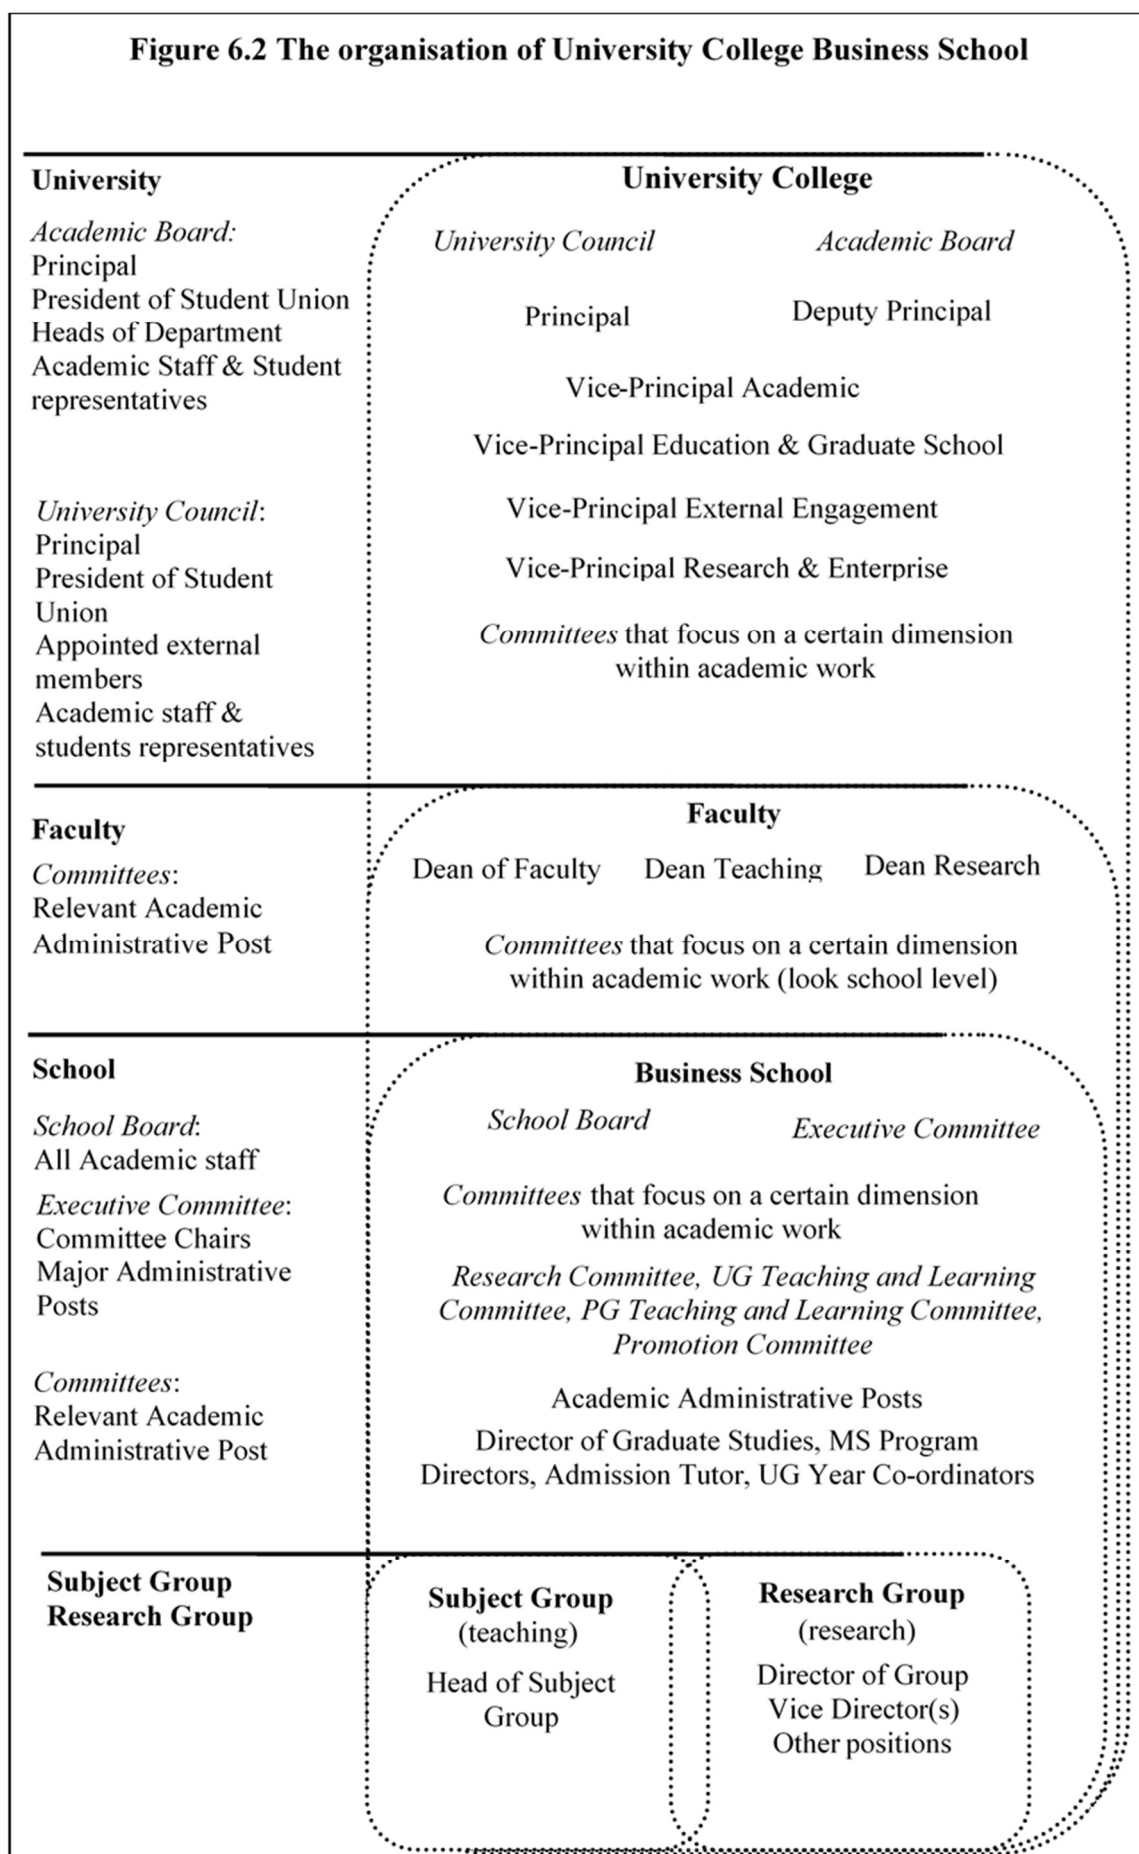 Figure 6.2 The organisation of University College Business School
University
Academic Board:
Principal
President of Student Union
Heads of Department
Academic Staff & Student
representatives
University Council:
Principal
President of Student
Union
Appointed external
members
Academic staff &
students representatives
University College
University Council Academic Board
Principal Deputy Principal
Vice-Principal Academic
Vice-Principal Education & Graduate School
Vice-Principal External Engagement
Vice-Principal Research & Enterprise
Committees that focus on a certain dimension
within academic work
Faculty
Committees:
Relevant Academic
Administrative Post
Faculty
Dean of Faculty Dean Teaching Dean Research
Committees that focus on a certain dimension
within academic work (look school level)
School
School Board:
All Academic staff
Executive Committee:
Committee Chairs
Major Administrative
Posts
Committees:
Relevant Academic
Administrative Post
Business School
School Board Executive Committee
Committees that focus on a certain dimension
within academic work
Research Committee, UG Teaching and Learning
Committee, PG Teaching and Learning Committee,
Promotion Committee
Academic Administrative Posts
Director of Graduate Studies, MS Program
Directors, Admission Tutor, UG Year Co-ordinators
Subject Group
Research Group
Subject Group
(teaching)
Head of Subject
Group
Research Group
(research)
Director of Group
Vice Director(s)
Other positions